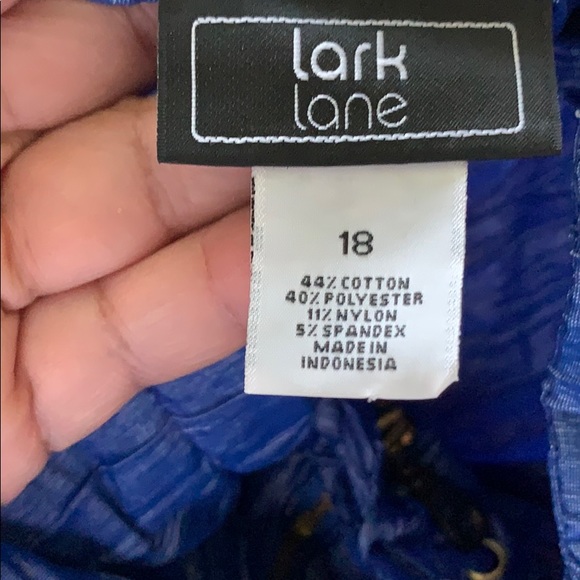 lark
lane
18
44% COTTON
40% POLYESTER
11% NYLON
5% SPANDEX
MADE IN
INDONESIA